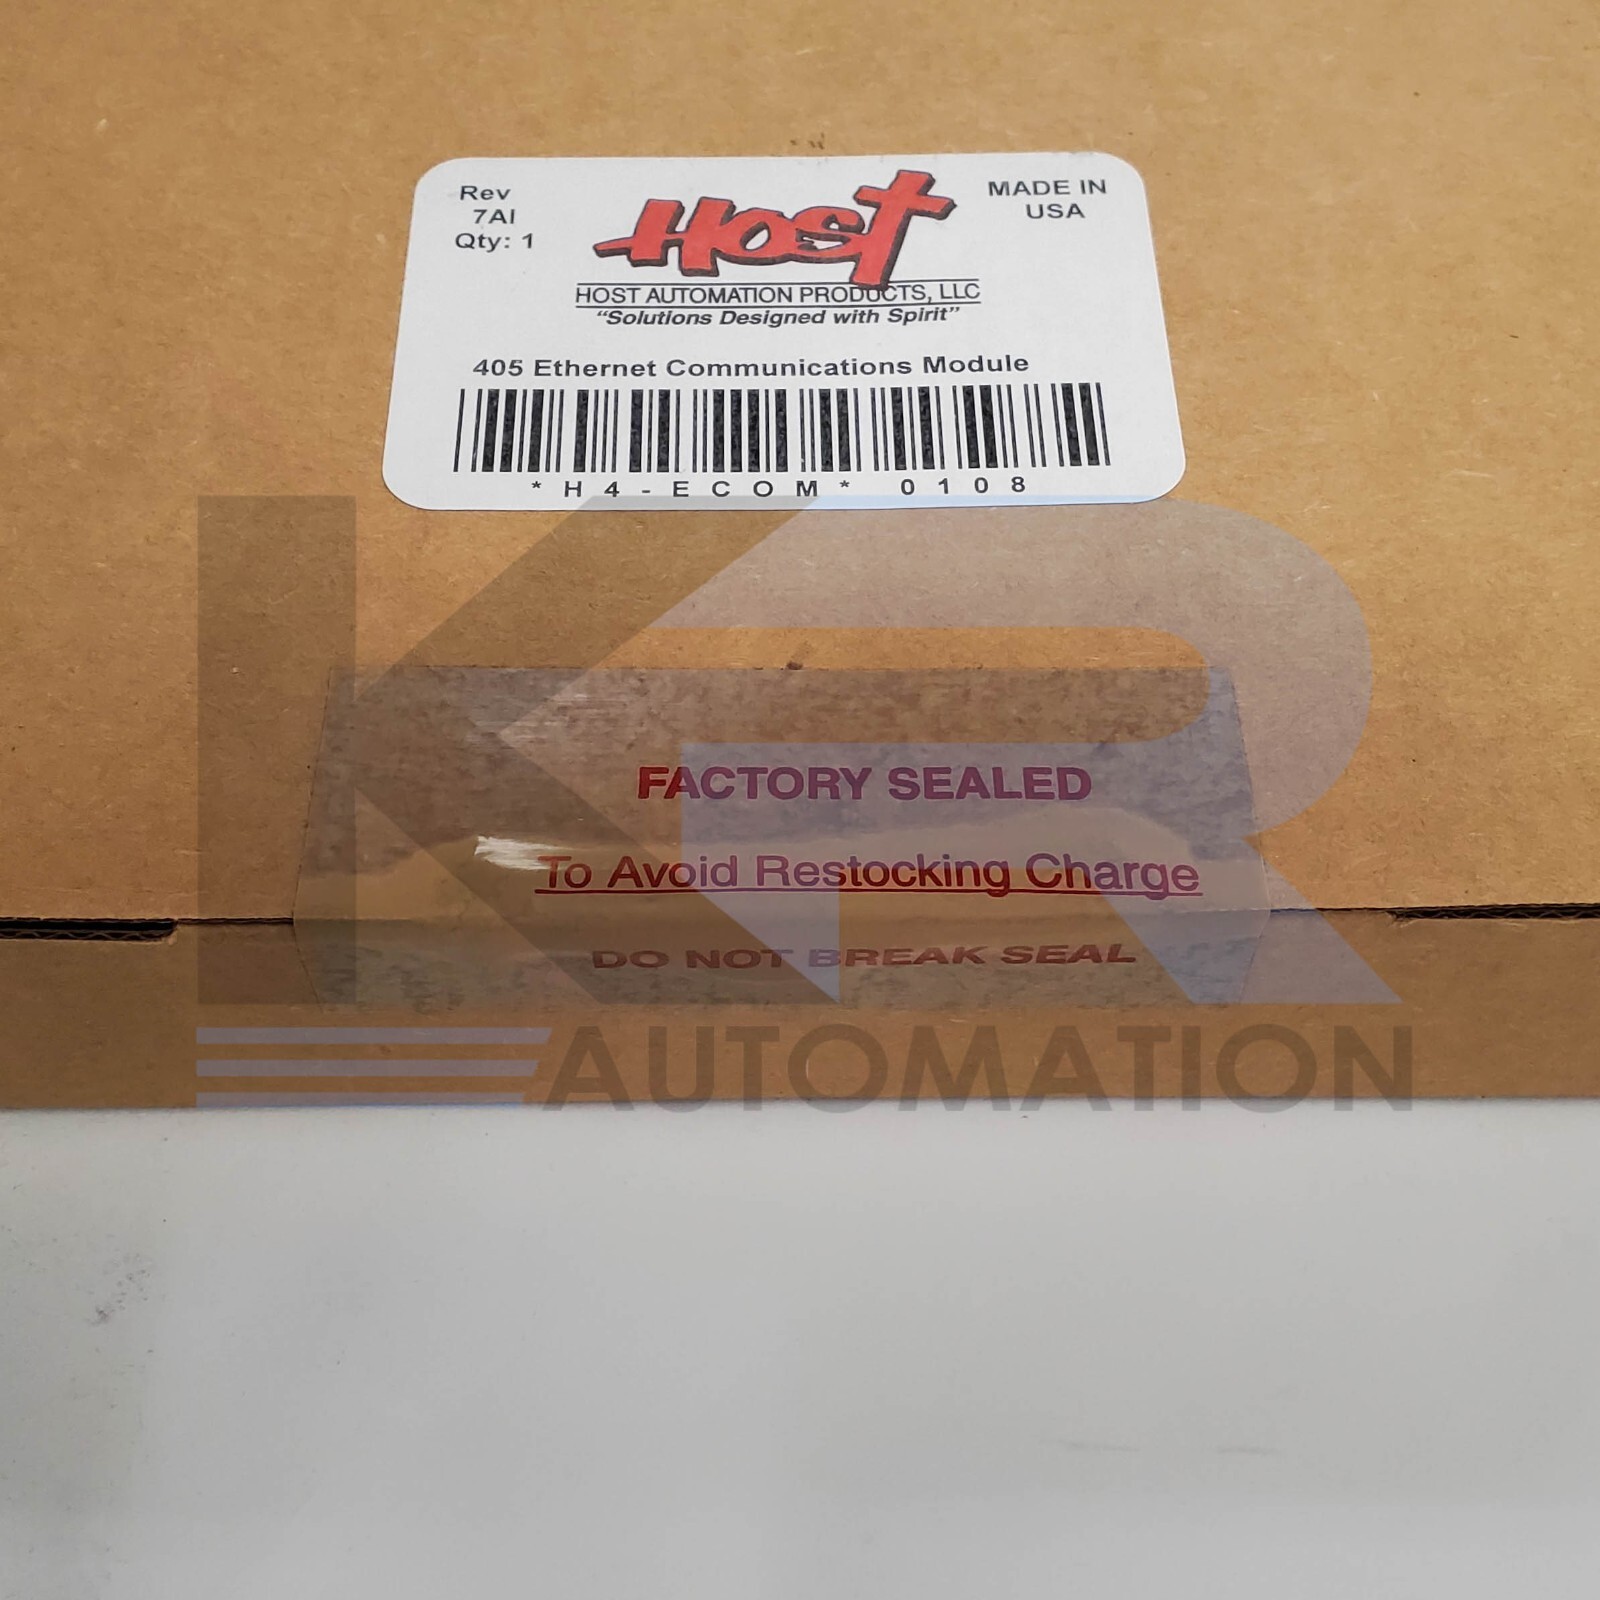 Rev
7AI
Qty: 1
HOST
MADE IN
USA
HOST AUTOMATION PRODUCTS, LLC
"Solutions Designed with Spirit"
405 Ethernet Communications Module
*H4-ECOM* 0108
FACTORY SEALED
To Avoid Restocking Charge
DO NOT BREAK SEAL
KR
AUTOMATION